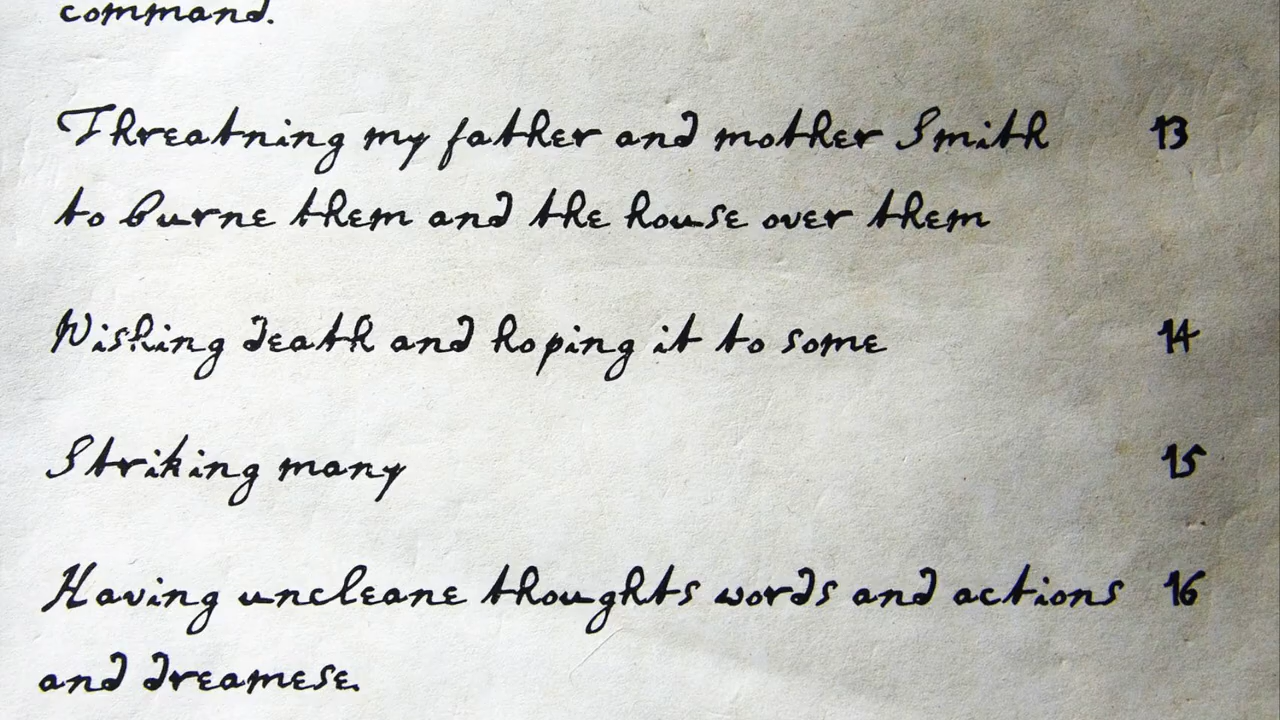 command.
Threatning my father and mother Smith 13
to burne them and the house over them
Wishing death and hoping it to some 14
Striking many 15
Having uncleane thoughts words and actions 16
and dreamese.